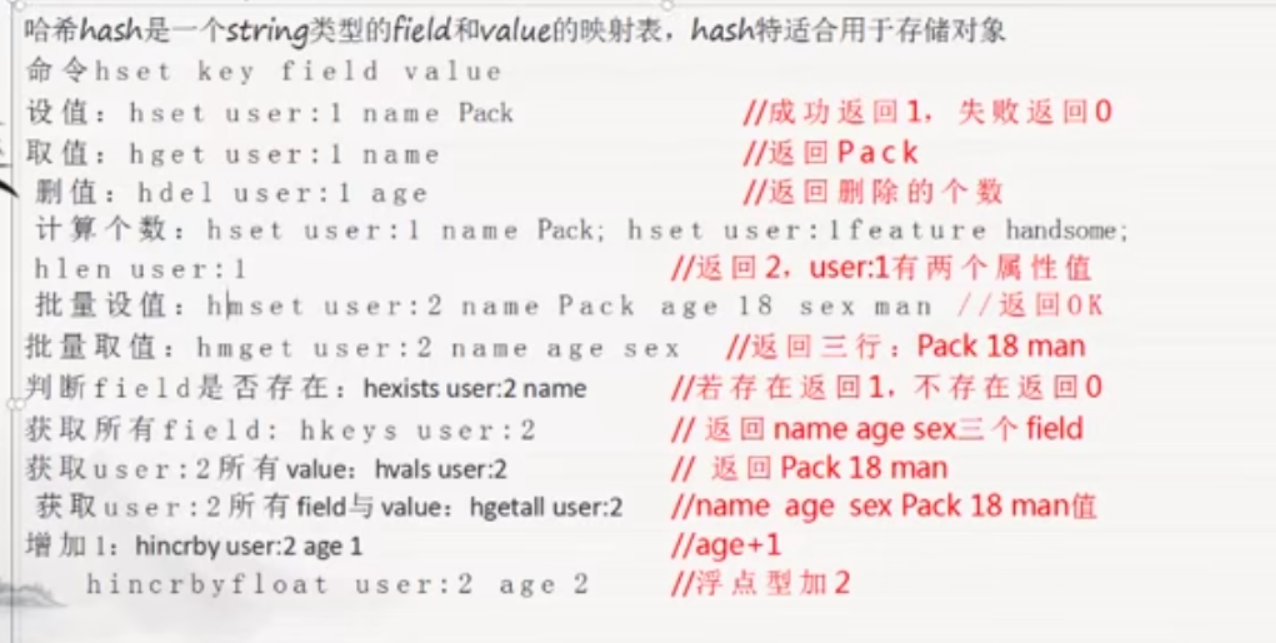 哈希hash是一个string类型的field和value的映射表，hash特适合用于存储对象
命令hset key field value
设值：hset user:1 name Pack //成功返回1，失败返回0
取值：hget user:1 name //返回Pack
删值：hdel user:1 age //返回删除的个数
计算个数：hset user:1 name Pack; hset user:1feature handsome;
hlen user:1 //返回2，user:1有两个属性值
批量设值：hmset user:2 name Pack age 18 sex man //返回OK
批量取值：hmget user:2 name age sex //返回三行：Pack 18 man
判断field是否存在：hexists user:2 name //若存在返回1，不存在返回0
获取所有field: hkeys user:2 // 返回name age sex三个field
获取user:2所有value：hvals user:2 // 返回Pack 18 man
获取user:2所有field与value：hgetall user:2 //name age sex Pack 18 man值
增加1：hincrby user:2 age 1 //age+1
hincrbyfloat user:2 age 2 //浮点型加2